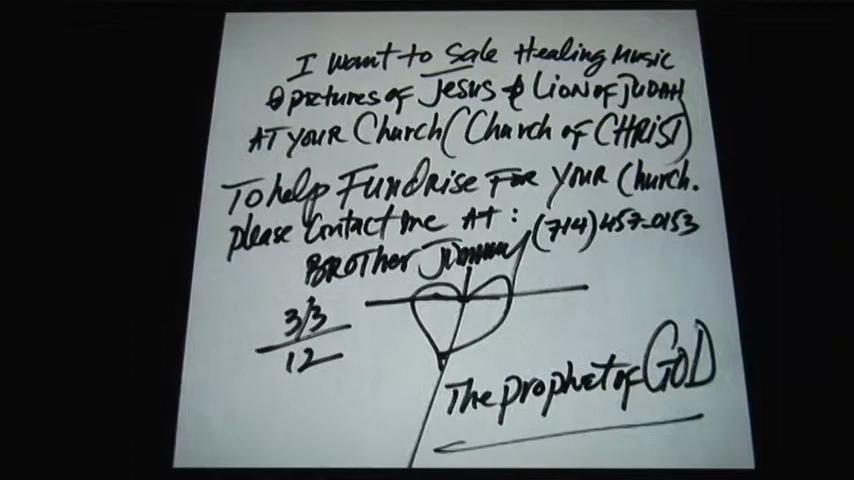 I want to Sale Healing Music
& pictures of Jesus & Lion of JUDAH
AT YOUR Church (Church of CHRIST)
To help Fundrise For YOUR Church.
please Contact me AT : (714) 457-0153
BROTHER
3/3
12
The prophet of GOD